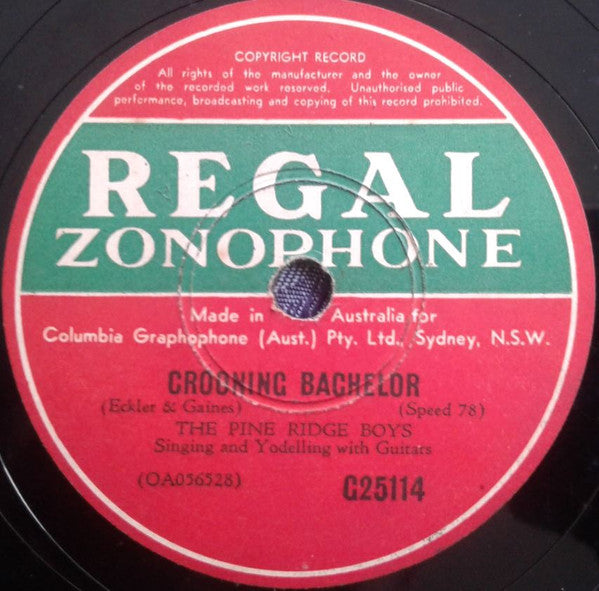 COPYRIGHT RECORD
All rights of the manufacturer and the owner
of the recorded work reserved. Unauthorised public
performance, broadcasting and copying of this record prohibited.
REGAL
ZONOPHONE
Made in Australia for
Columbia Graphophone (Aust.) Pty. Ltd., Sydney, N.S.W.
CROONING BACHELOR
(Eckler & Gaines) (Speed 78)
THE PINE RIDGE BOYS
Singing and Yodelling with Guitars
(OA056528) G25114